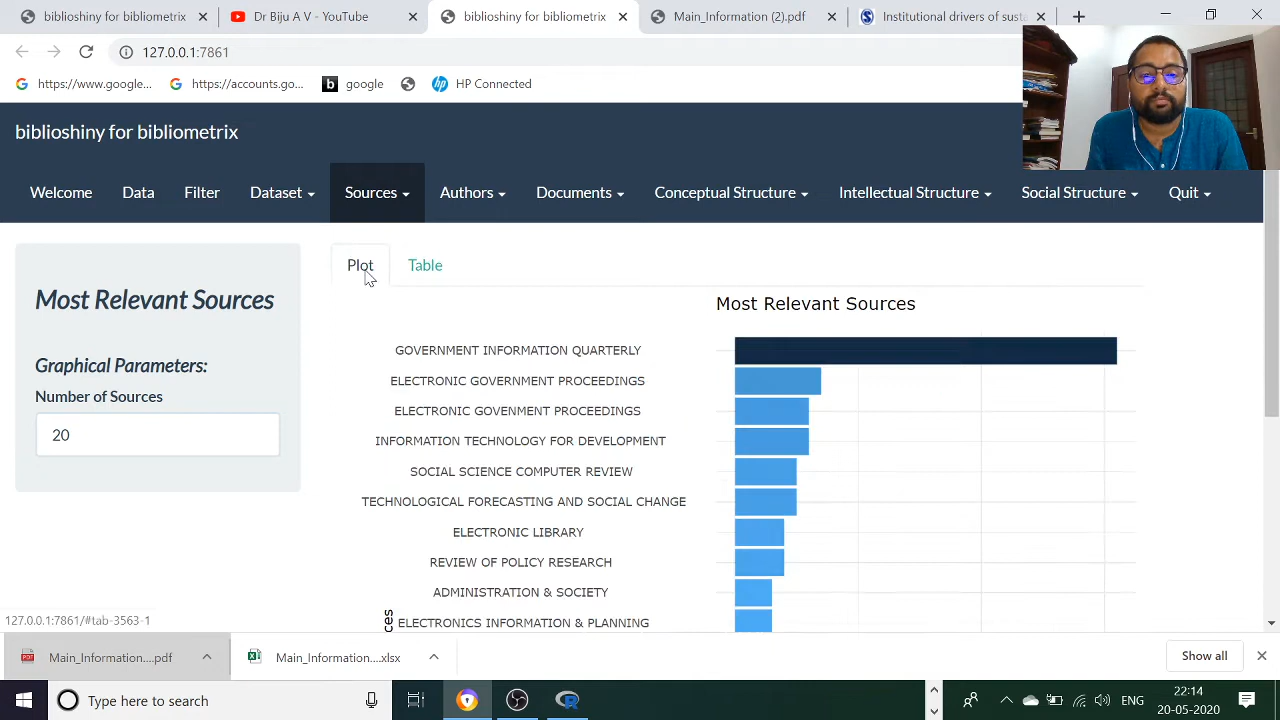 biblioshiny for bibliometrix
Dr Biju A V - YouTube
biblioshiny for bibliometrix
Main_Information (2).pdf
Institutional drivers of susta
127.0.0.1:7861
https://www.google...
https://accounts.go...
google
HP Connected
biblioshiny for bibliometrix
Welcome
Data
Filter
Dataset
Sources
Authors
Documents
Conceptual Structure
Intellectual Structure
Social Structure
Quit
Most Relevant Sources
Graphical Parameters:
Number of Sources
20
Plot
Table
Most Relevant Sources
GOVERNMENT INFORMATION QUARTERLY
ELECTRONIC GOVERNMENT PROCEEDINGS
ELECTRONIC GOVENMENT PROCEEDINGS
INFORMATION TECHNOLOGY FOR DEVELOPMENT
SOCIAL SCIENCE COMPUTER REVIEW
TECHNOLOGICAL FORECASTING AND SOCIAL CHANGE
ELECTRONIC LIBRARY
REVIEW OF POLICY RESEARCH
ADMINISTRATION & SOCIETY
ELECTRONICS INFORMATION & PLANNING
127.0.0.1:7861/#tab-3563-1
Main_Information....pdf
Main_Information....xlsx
Show all
Type here to search
ENG
22:14
20-05-2020